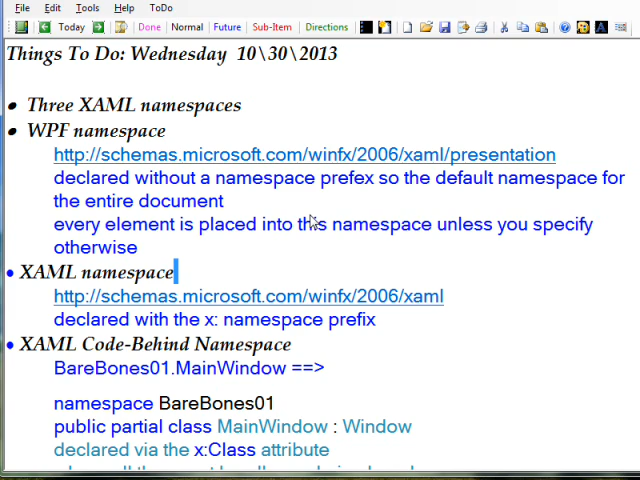 File Edit Tools Help ToDo
Today Done Normal Future Sub-Item Directions
Things To Do: Wednesday 10\30\2013
● Three XAML namespaces
● WPF namespace
http://schemas.microsoft.com/winfx/2006/xaml/presentation
declared without a namespace prefex so the default namespace for
the entire document
every element is placed into this namespace unless you specify
otherwise
● XAML namespace
http://schemas.microsoft.com/winfx/2006/xaml
declared with the x: namespace prefix
● XAML Code-Behind Namespace
BareBones01.MainWindow ==>
namespace BareBones01
public partial class MainWindow : Window
declared via the x:Class attribute